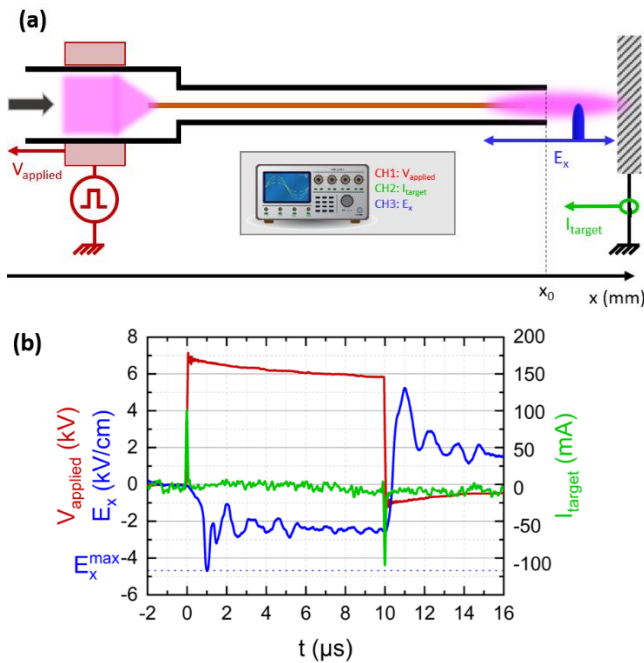 (a)
V_applied
CH1: V_applied
CH2: I_target
CH3: E_x
E_x
I_target
x_0
x (mm)
(b)
V_applied (kV)
E_x (kV/cm)
8
6
4
2
0
-2
-4
-6
E_x^max
200
150
100
50
0
-50
-100
I_target (mA)
-2 0 2 4 6 8 10 12 14 16
t (μs)